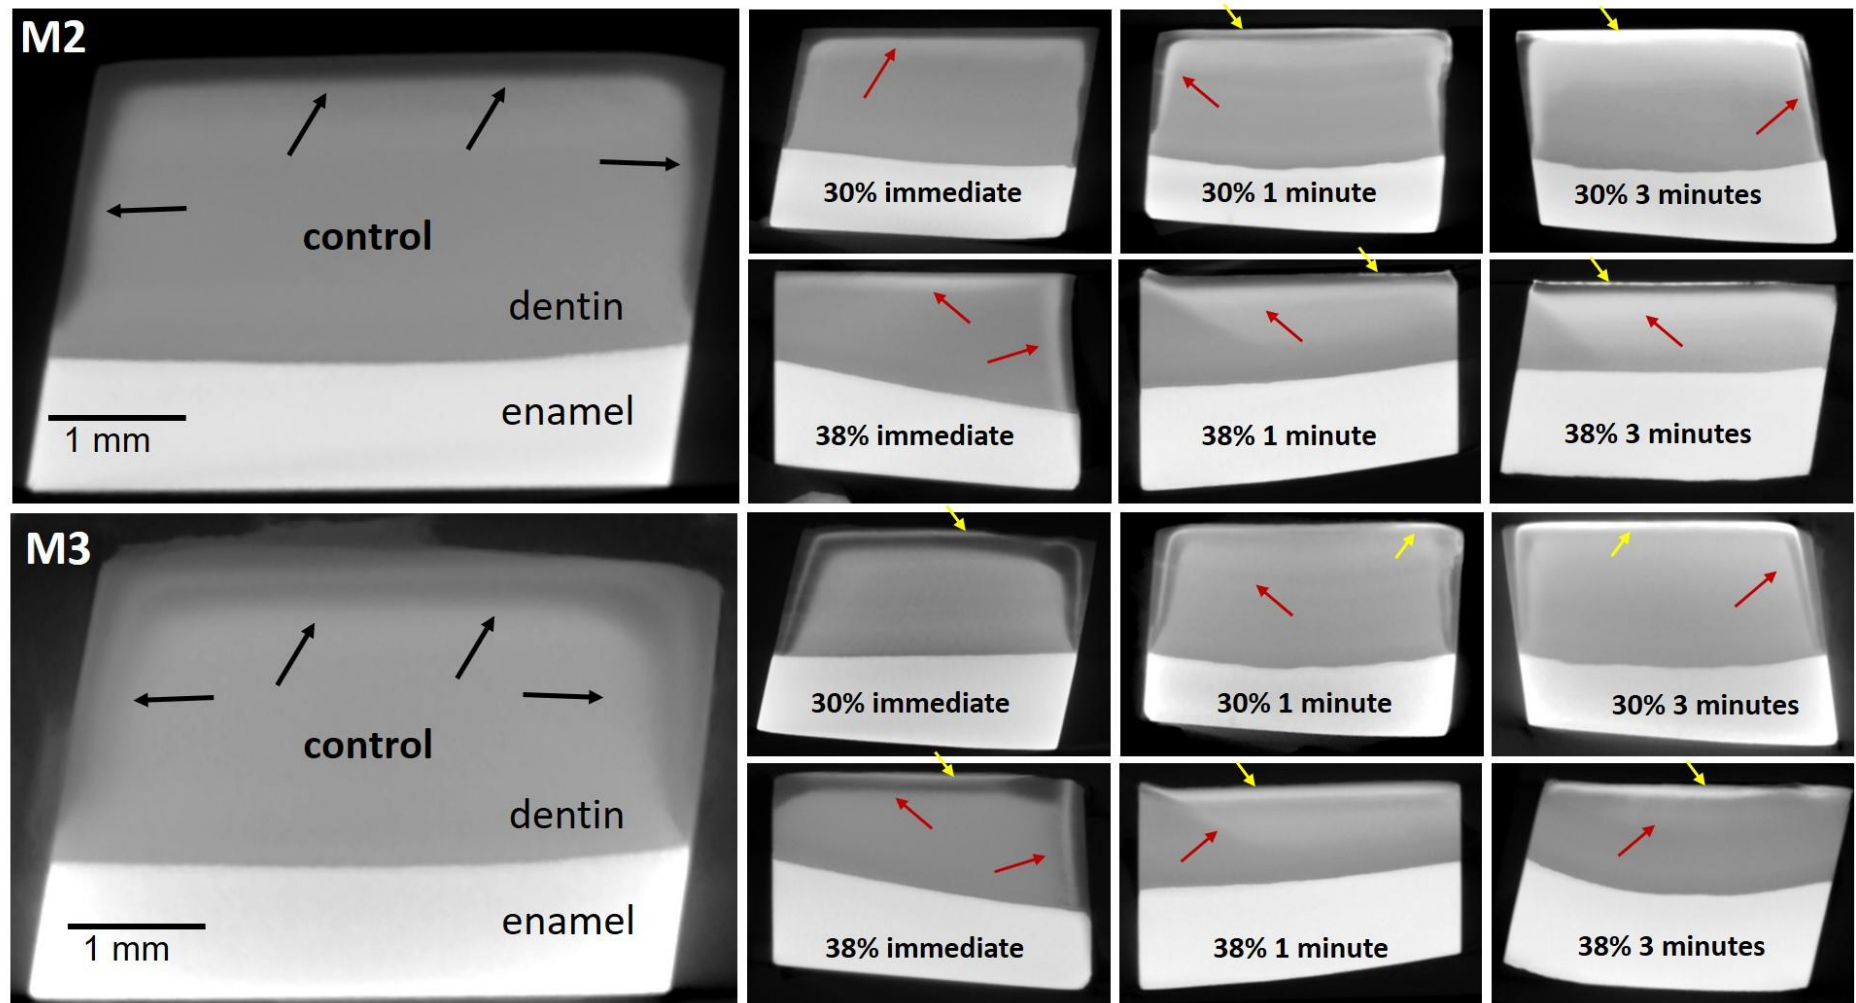 M2
control
dentin
enamel
1 mm
30% immediate
30% 1 minute
30% 3 minutes
38% immediate
38% 1 minute
38% 3 minutes
M3
control
dentin
enamel
1 mm
30% immediate
30% 1 minute
30% 3 minutes
38% immediate
38% 1 minute
38% 3 minutes